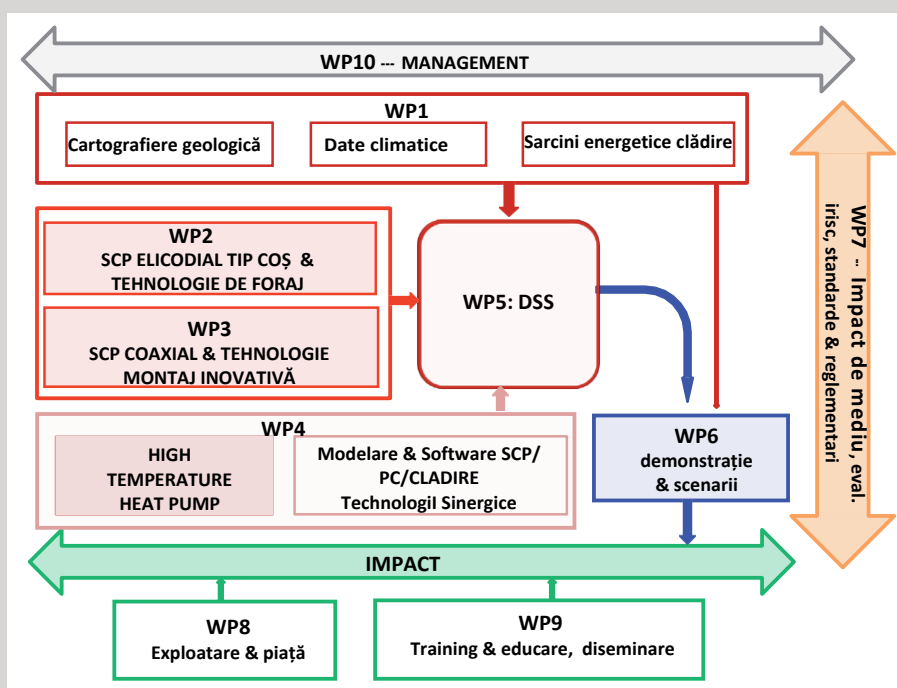 WP10 --- MANAGEMENT
WP1
Cartografiere geologică
Date climatice
Sarcini energetice clădire
WP2
SCP ELICODIAL TIP COȘ &
TEHNOLOGIE DE FORAJ
WP3
SCP COAXIAL & TEHNOLOGIE
MONTAJ INOVATIVĂ
WP5: DSS
WP4
HIGH
TEMPERATURE
HEAT PUMP
Modelare & Software SCP/
PC/CLADIRE
TechnologiI Sinergice
WP6
demonstrație
& scenarii
WP7 -- Impact de mediu, eval.
irisc, standarde & reglementari
IMPACT
WP8
Exploatare & piață
WP9
Training & educare, diseminare